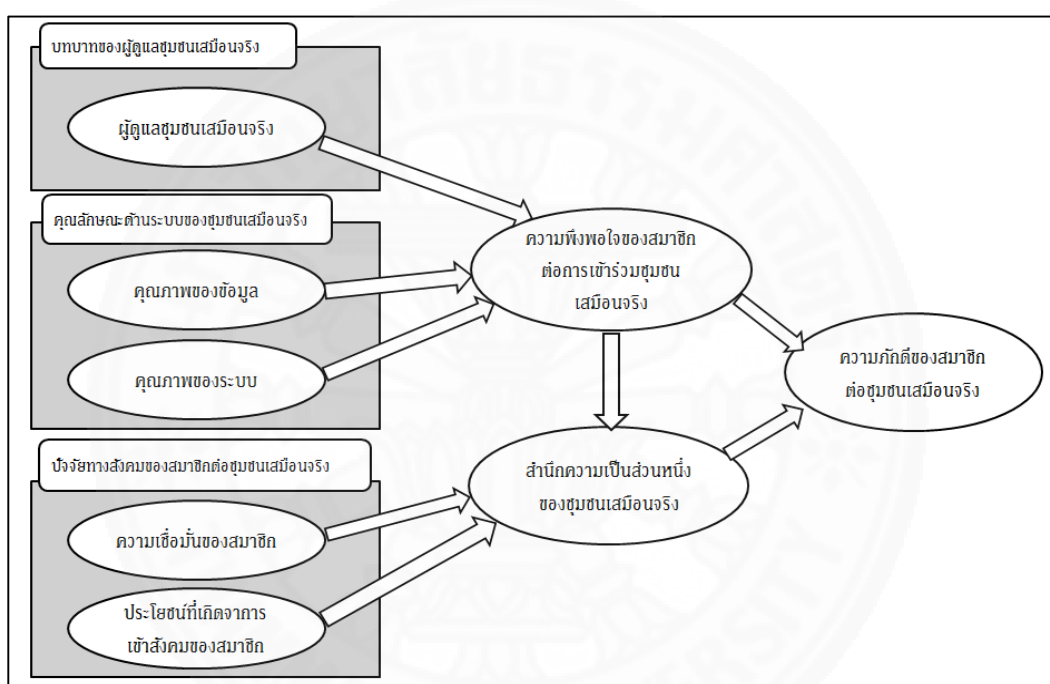 บทบาทของผู้ดูแลชุมชนเสมือนจริง
ผู้ดูแลชุมชนเสมือนจริง
คุณลักษณะด้านระบบของชุมชนเสมือนจริง
คุณภาพของข้อมูล
คุณภาพของระบบ
ปัจจัยทางสังคมของสมาชิกต่อชุมชนเสมือนจริง
ความเชื่อมั่นของสมาชิก
ประโยชน์ที่เกิดจาการ
เข้าสังคมของสมาชิก
ความพึงพอใจของสมาชิก
ต่อการเข้าร่วมชุมชน
เสมือนจริง
สำนึกความเป็นส่วนหนึ่ง
ของชุมชนเสมือนจริง
ความภักดีของสมาชิก
ต่อชุมชนเสมือนจริง